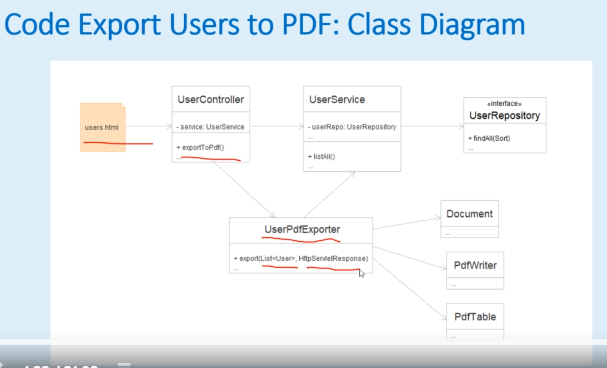 Code Export Users to PDF: Class Diagram
users.html
UserController
- service: UserService
+ exportToPdf()
...
UserService
- userRepo: UserRepository
...
+ listAll()
...
«interface»
UserRepository
+ findAll(Sort)
...
UserPdfExporter
+ export(List<User>, HttpServletResponse)
...
Document
...
PdfWriter
...
PdfTable
...